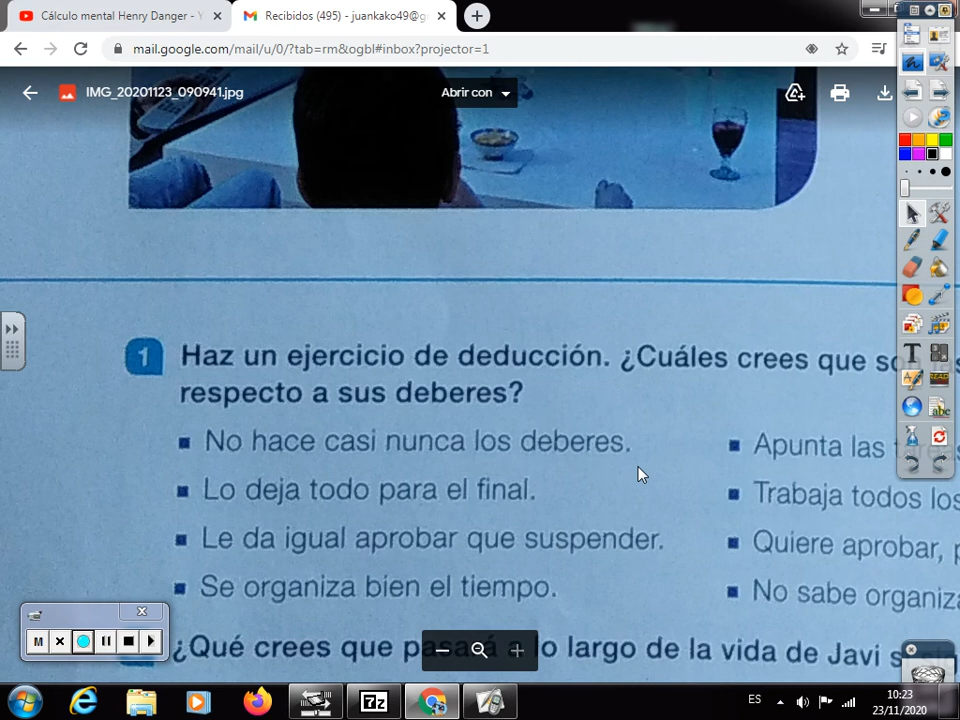 Cálculo mental Henry Danger - Y
Recibidos (495) - juankako49@g
mail.google.com/mail/u/0/?tab=rm&ogbl#inbox?projector=1
IMG_20201123_090941.jpg
Abrir con
1 Haz un ejercicio de deducción. ¿Cuáles crees que
respecto a sus deberes?
No hace casi nunca los deberes.
Apunta las
Lo deja todo para el final.
Trabaja todos los
Le da igual aprobar que suspender.
Quiere aprobar,
Se organiza bien el tiempo.
No sabe
¿Qué crees que pasará a lo largo de la vida de Javi
M
T
abc
7z
ES
10:23
23/11/2020